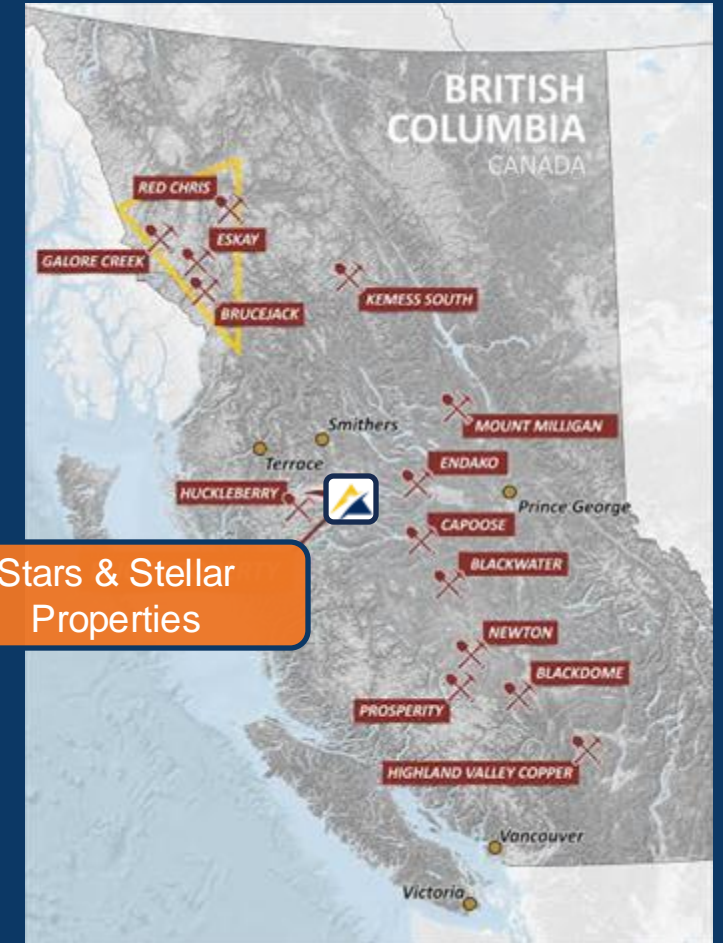 BRITISH
COLUMBIA
CANADA
RED CHRIS
ESKAY
GALORE CREEK
BRUCEJACK
KEMESS SOUTH
MOUNT MILLIGAN
Smithers
Terrace
ENDAKO
HUCKLEBERRY
Prince George
CAPOOSE
Stars & Stellar
Properties
BLACKWATER
NEWTON
BLACKDOME
PROSPERITY
HIGHLAND VALLEY COPPER
Vancouver
Victoria